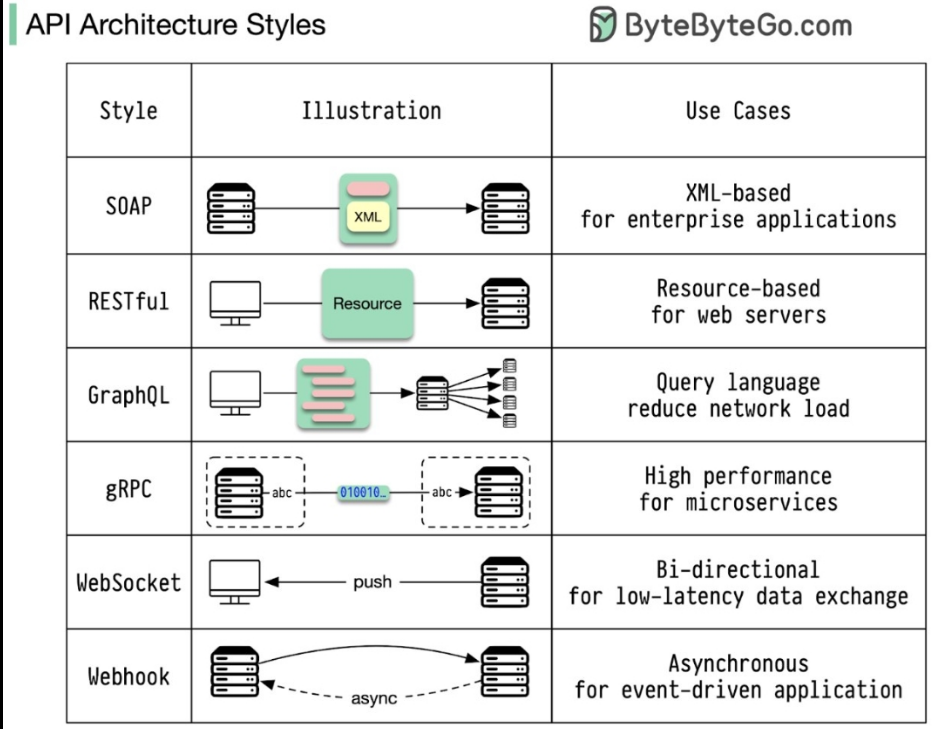 API Architecture Styles
ByteByteGo.com
Style
Illustration
Use Cases
SOAP
XML
XML-based
for enterprise applications
RESTful
Resource
Resource-based
for web servers
GraphQL
Query language
reduce network load
gRPC
abc
010010…
abc
High performance
for microservices
WebSocket
push
Bi-directional
for low-latency data exchange
Webhook
async
Asynchronous
for event-driven application